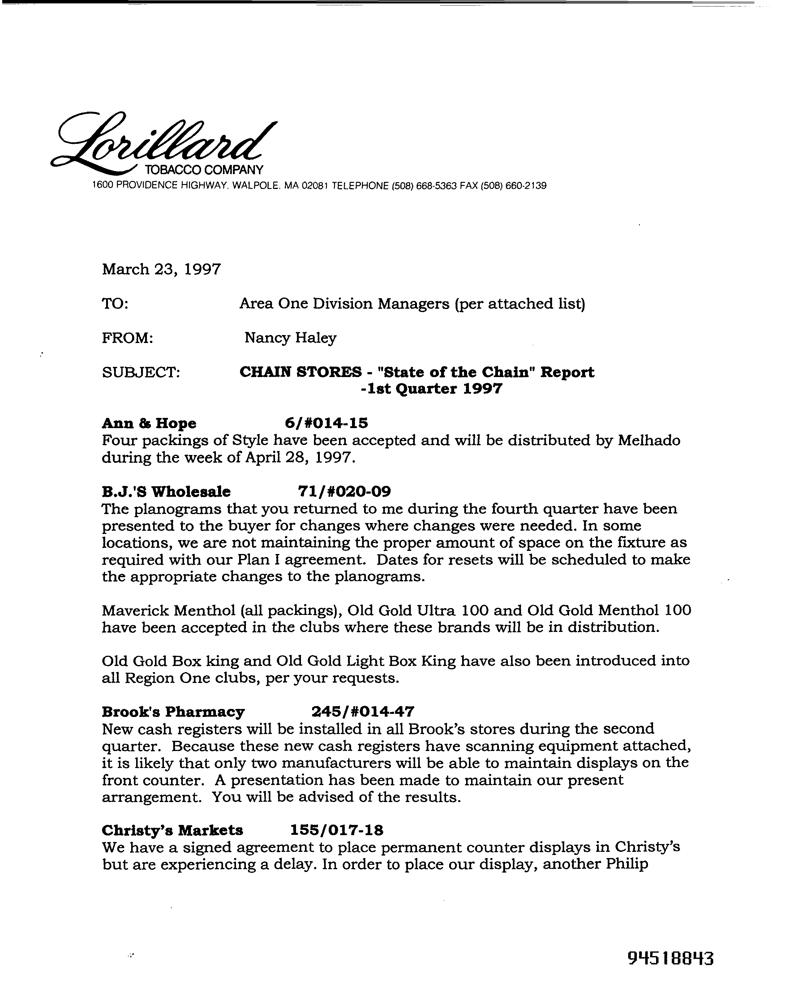 Lorillard
TOBACCO COMPANY
1600 PROVIDENCE HIGHWAY. WALPOLE. MA 02081 TELEPHONE (508) 668-5363 FAX (508) 660-2139
March 23, 1997
TO: Area One Division Managers (per attached list)
FROM: Nancy Haley
SUBJECT: CHAIN STORES - "State of the Chain" Report
-1st Quarter 1997
Ann & Hope 6/#014-15
Four packings of Style have been accepted and will be distributed by Melhado
during the week of April 28, 1997.
B.J.'S Wholesale 71/#020-09
The planograms that you returned to me during the fourth quarter have been
presented to the buyer for changes where changes were needed. In some
locations, we are not maintaining the proper amount of space on the fixture as
required with our Plan I agreement. Dates for resets will be scheduled to make
the appropriate changes to the planograms.
Maverick Menthol (all packings), Old Gold Ultra 100 and Old Gold Menthol 100
have been accepted in the clubs where these brands will be in distribution.
Old Gold Box king and Old Gold Light Box King have also been introduced into
all Region One clubs, per your requests.
Brook's Pharmacy 245/#014-47
New cash registers will be installed in all Brook's stores during the second
quarter. Because these new cash registers have scanning equipment attached,
it is likely that only two manufacturers will be able to maintain displays on the
front counter. A presentation has been made to maintain our present
arrangement. You will be advised of the results.
Christy's Markets 155/017-18
We have a signed agreement to place permanent counter displays in Christy's
but are experiencing a delay. In order to place our display, another Philip
94518843